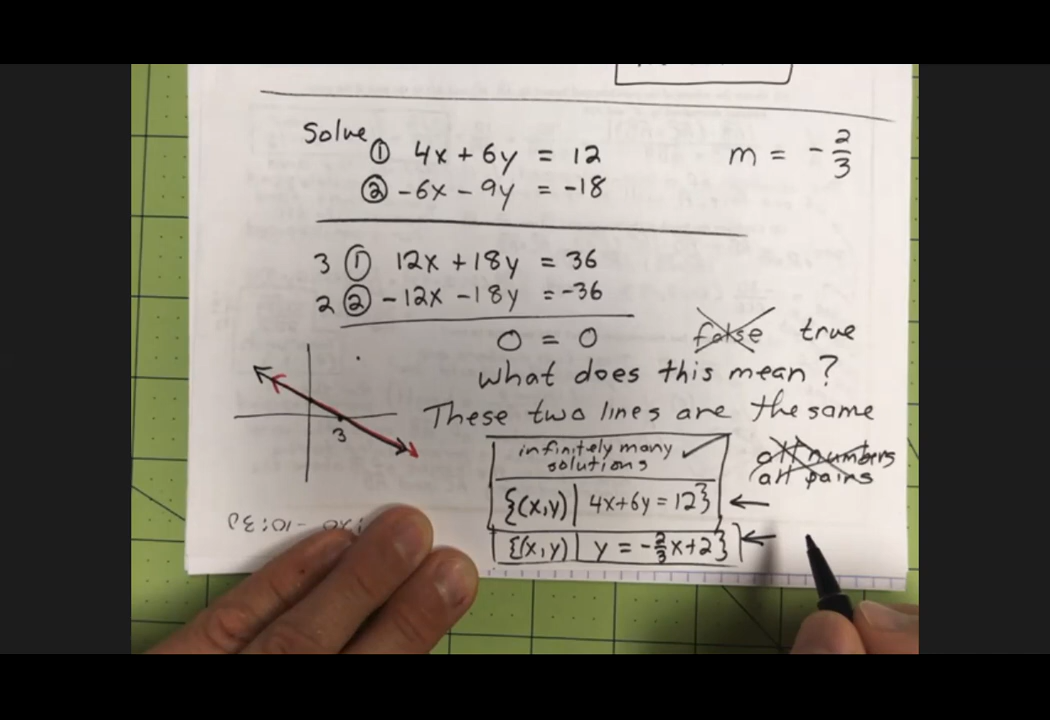 Solve
① 4x + 6y = 12
m = - 2/3
② -6x - 9y = -18
3 ① 12x + 18y = 36
2 ② -12x - 18y = -36
0 = 0
false true
What does this mean?
These two lines are the same
3
infinitely many
solutions ✓
all numbers
all pairs
{(x,y) | 4x+6y = 12} ←
{(x,y) | y = -2/3x+2} ←